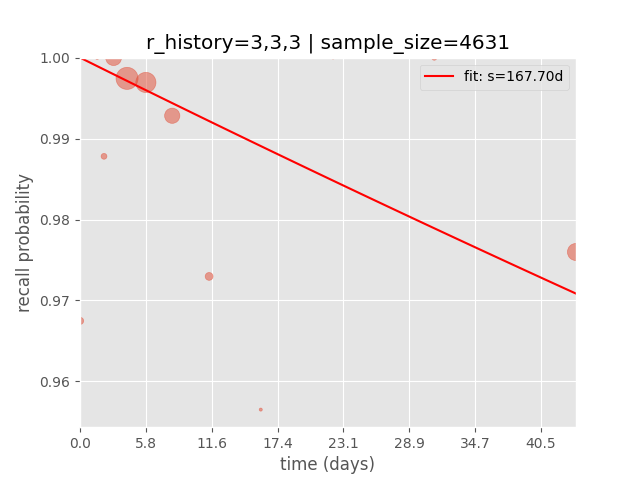 r_history=3,3,3 | sample_size=4631
fit: s=167.70d
1.00
0.99
0.98
0.97
0.96
recall probability
0.0 5.8 11.6 17.4 23.1 28.9 34.7 40.5
time (days)